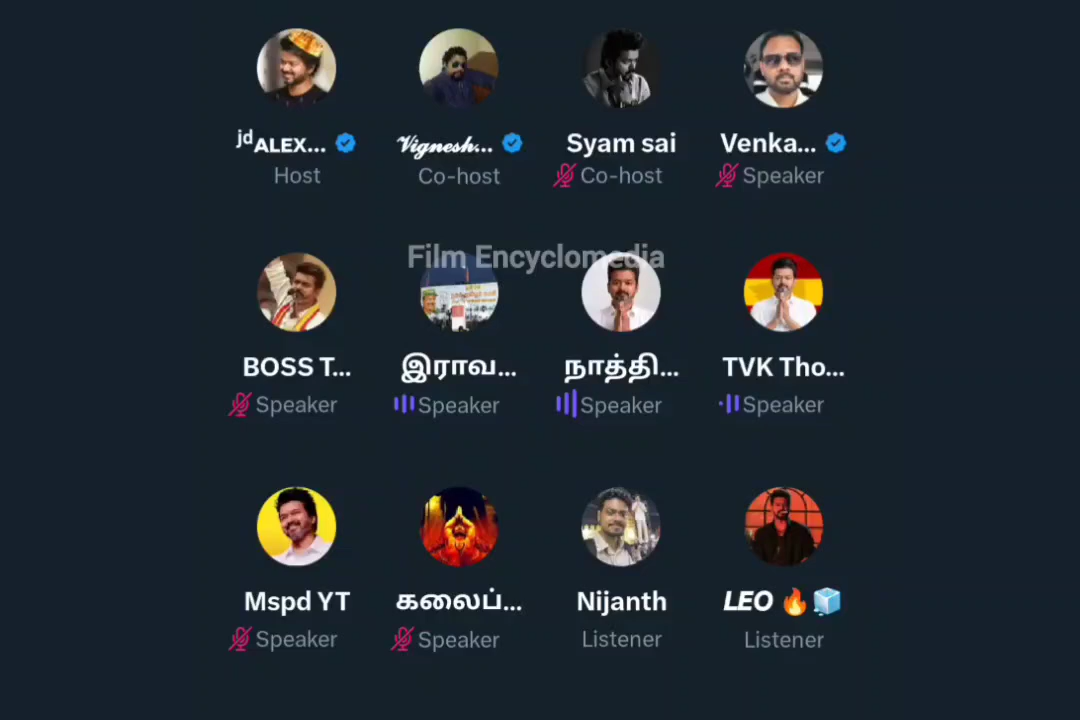 jdALEX...
Host
𝓥𝓲𝓰𝓷𝓮𝓼𝓱...
Co-host
Syam sai
Co-host
Venka...
Speaker
Film Encyclomedia
BOSS T...
Speaker
இராவ...
Speaker
நாத்தி...
Speaker
TVK Tho...
Speaker
Mspd YT
Speaker
கலைப்...
Speaker
Nijanth
Listener
LEO 🔥🧊
Listener